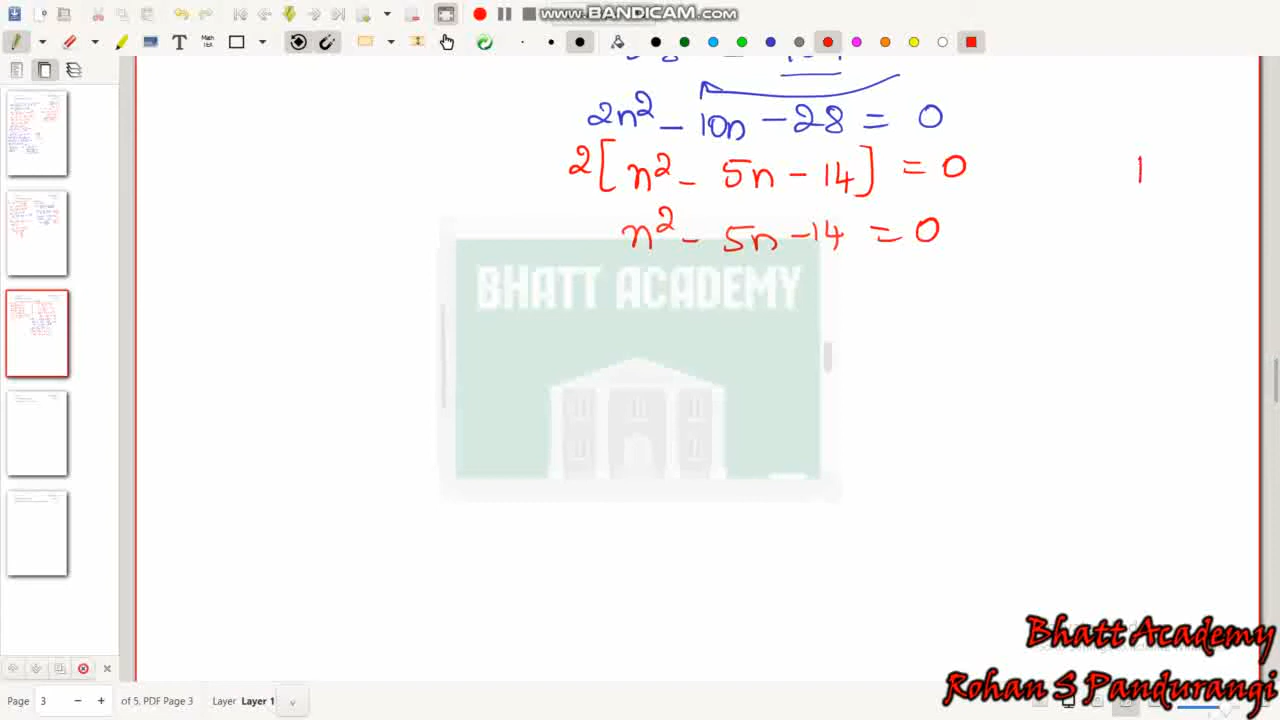 www.BANDICAM.com
2n² - 10n - 28 = 0
2[n² - 5n - 14] = 0
1
n² - 5n - 14 = 0
BHATT ACADEMY
Bhatt Academy
Rohan S Pandurangi
Page 3 of 5, PDF Page 3 Layer Layer 1